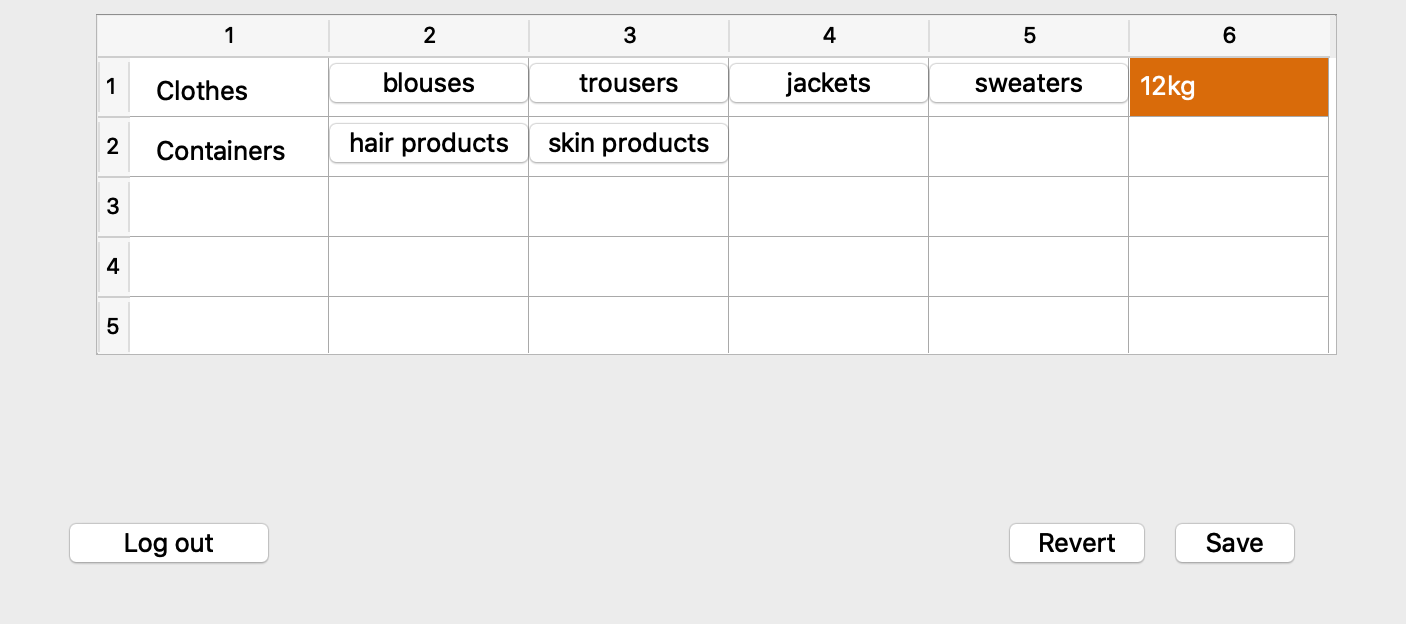 1 2 3 4 5 6
1 Clothes blouses trousers jackets sweaters 12kg
2 Containers hair products skin products
3
4
5
Log out Revert Save